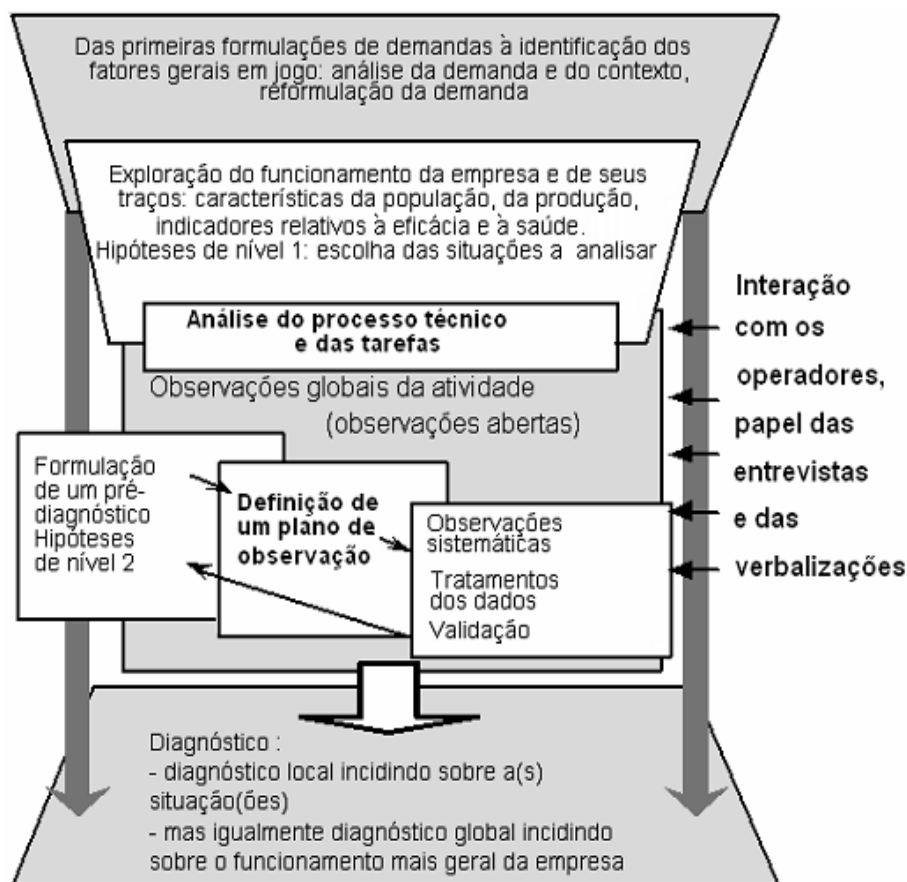 Das primeiras formulações de demandas à identificação dos
fatores gerais em jogo: análise da demanda e do contexto,
reformulação da demanda
Exploração do funcionamento da empresa e de seus
traços: características da população, da produção,
indicadores relativos à eficácia e à saúde.
Hipóteses de nível 1: escolha das situações a analisar
Análise do processo técnico
e das tarefas
Observações globais da atividade
(observações abertas)
Formulação
de um pré-
diagnóstico
Hipóteses
de nível 2
Definição de
um plano de
observação
Observações
sistemáticas
Tratamentos
dos dados
Validação
Interação
com os
operadores,
papel das
entrevistas
e das
verbalizações
Diagnóstico :
- diagnóstico local incidindo sobre a(s)
situação(ões)
- mas igualmente diagnóstico global incidindo
sobre o funcionamento mais geral da empresa